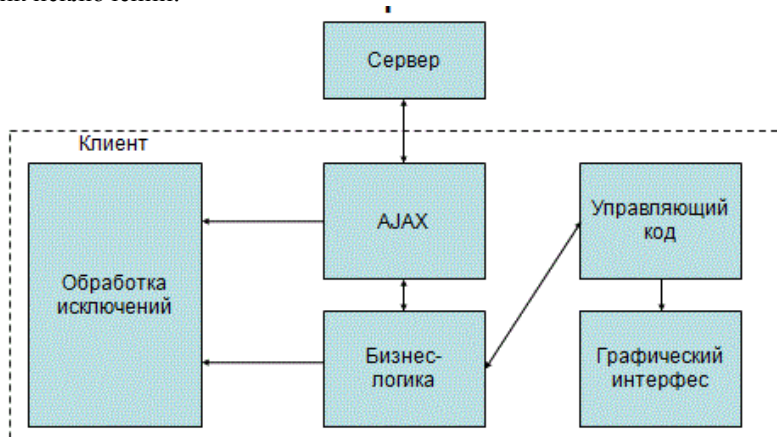 Сервер
Клиент
AJAX
Управляющий
код
Обработка
исключений
Бизнес-
логика
Графический
интерфес